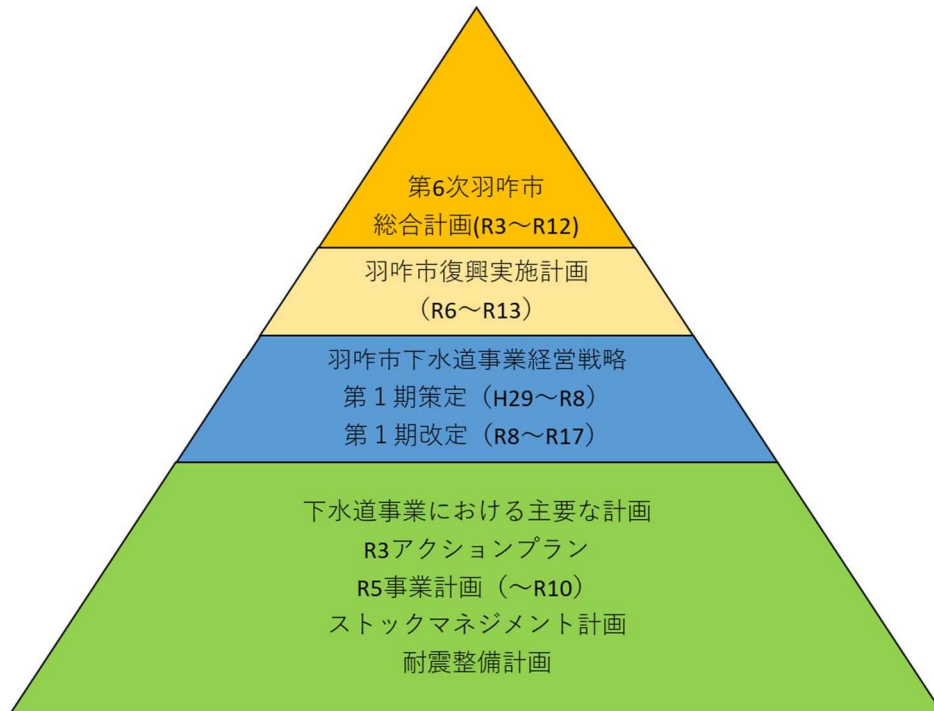 第6次羽咋市
総合計画(R3～R12)
羽咋市復興実施計画
（R6～R13）
羽咋市下水道事業経営戦略
第１期策定（H29～R8）
第１期改定（R8～R17）
下水道事業における主要な計画
R3アクションプラン
R5事業計画（～R10）
ストックマネジメント計画
耐震整備計画